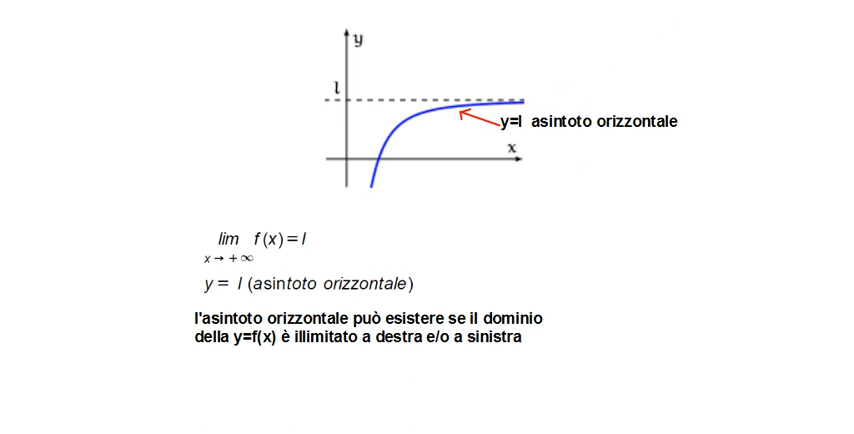 y
l
y=l asintoto orizzontale
x
lim f(x)=l
x→+∞
y= l (asintoto orizzontale)
l'asintoto orizzontale può esistere se il dominio
della y=f(x) è illimitato a destra e/o a sinistra